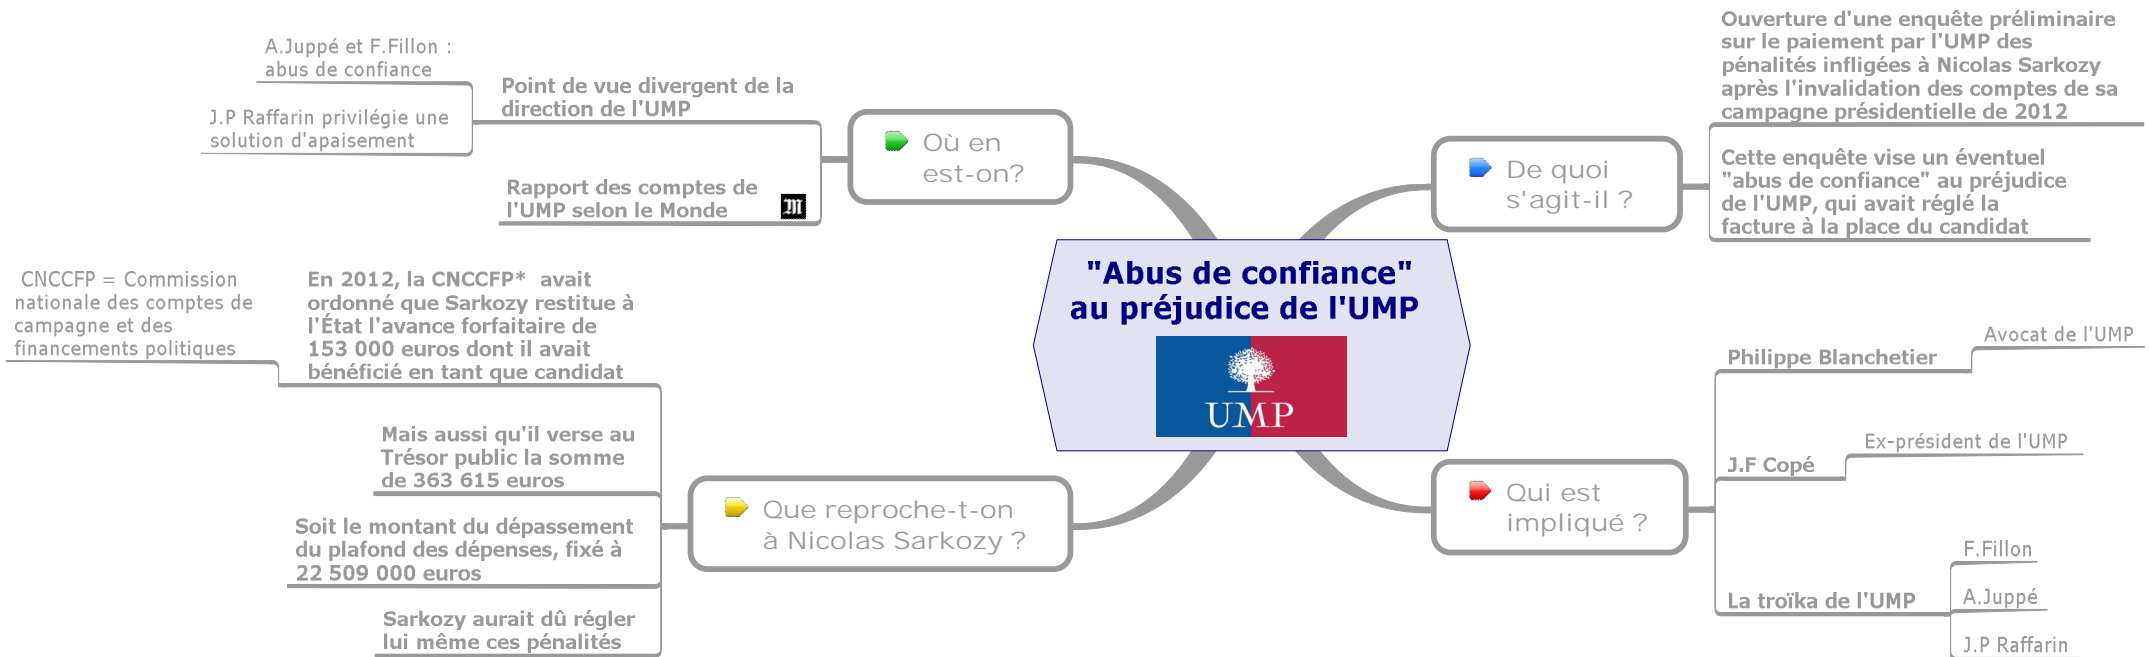 "Abus de confiance"
au préjudice de l'UMP
UMP
De quoi
s'agit-il ?
Ouverture d'une enquête préliminaire
sur le paiement par l'UMP des
pénalités infligées à Nicolas Sarkozy
après l'invalidation des comptes de sa
campagne présidentielle de 2012
Cette enquête vise un éventuel
"abus de confiance" au préjudice
de l'UMP, qui avait réglé la
facture à la place du candidat
Qui est
impliqué ?
Philippe Blanchetier
Avocat de l'UMP
J.F Copé
Ex-président de l'UMP
La troïka de l'UMP
F.Fillon
A.Juppé
J.P Raffarin
Que reproche-t-on
à Nicolas Sarkozy ?
En 2012, la CNCCFP*  avait
ordonné que Sarkozy restitue à
l'État l'avance forfaitaire de
153 000 euros dont il avait
bénéficié en tant que candidat
CNCCFP = Commission
nationale des comptes de
campagne et des
financements politiques
Mais aussi qu'il verse au
Trésor public la somme
de 363 615 euros
Soit le montant du dépassement
du plafond des dépenses, fixé à
22 509 000 euros
Sarkozy aurait dû régler
lui même ces pénalités
Où en
est-on?
Point de vue divergent de la
direction de l'UMP
A.Juppé et F.Fillon :
abus de confiance
J.P Raffarin privilégie une
solution d'apaisement
Rapport des comptes de
l'UMP selon le Monde
M